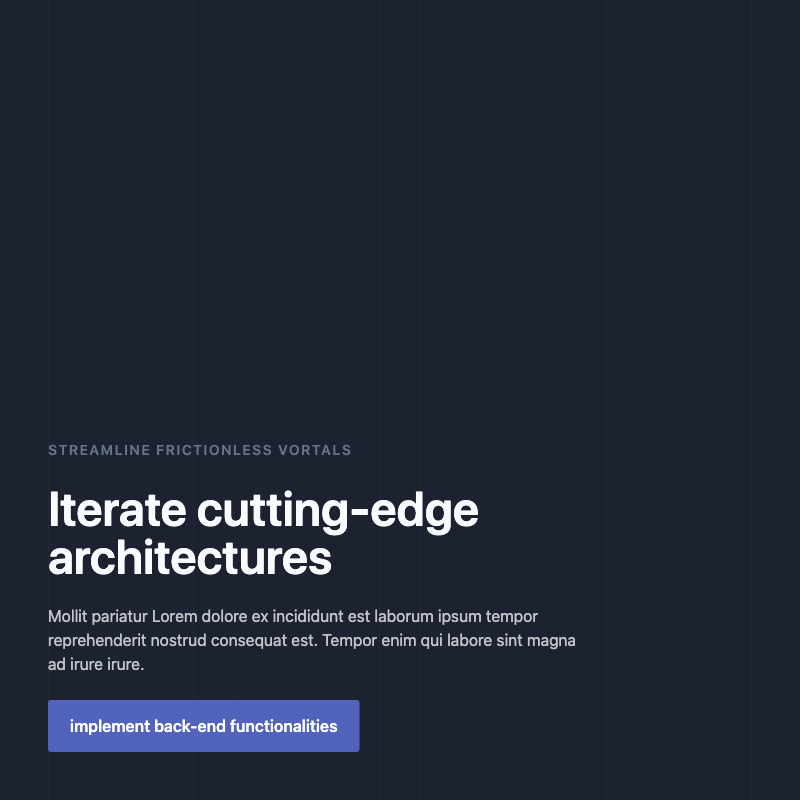 STREAMLINE FRICTIONLESS VORTALS
Iterate cutting-edge
architectures
Mollit pariatur Lorem dolore ex incididunt est laborum ipsum tempor
reprehenderit nostrud consequat est. Tempor enim qui labore sint magna
ad irure irure.
implement back-end functionalities